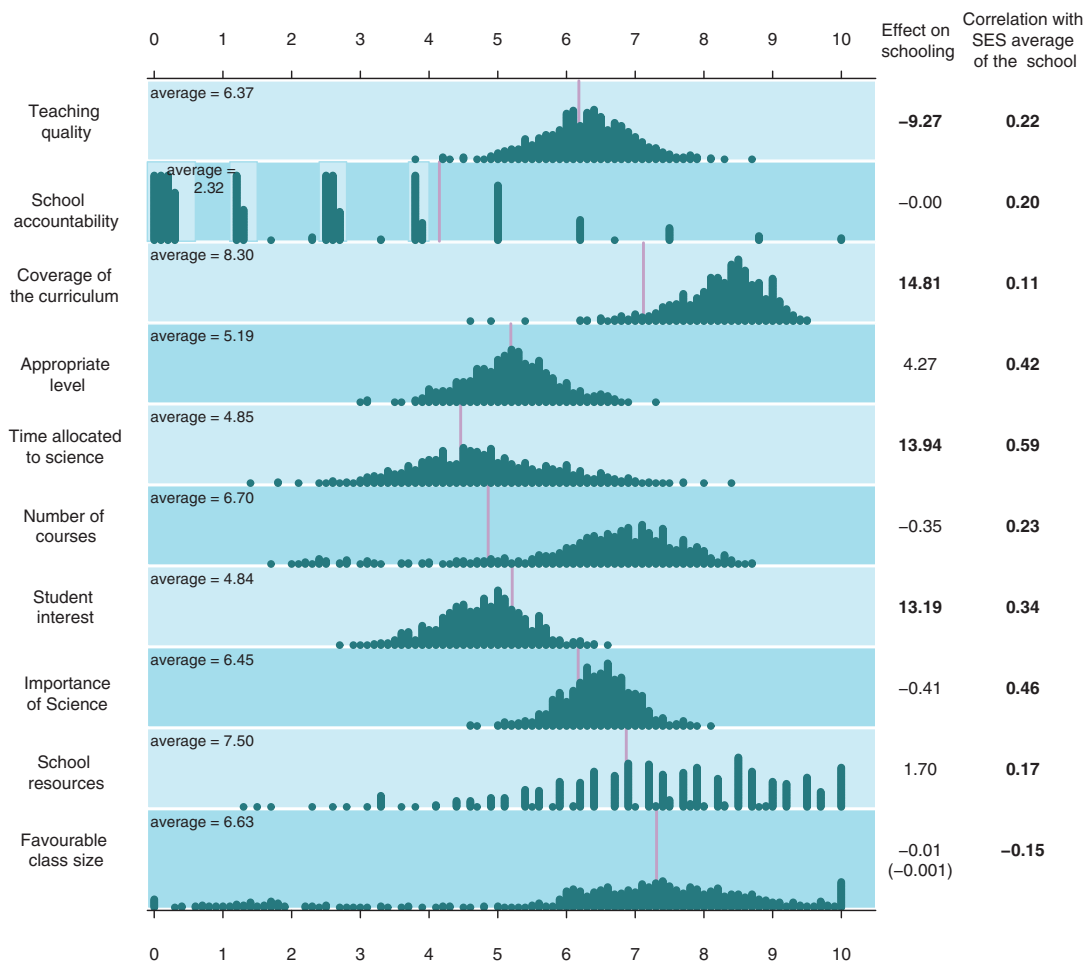 Effect on
schooling
Correlation with
SES average
of the school
0 1 2 3 4 5 6 7 8 9 10
Teaching
quality
average = 6.37
−9.27
0.22
School
accountability
average =
2.32
−0.00
0.20
Coverage of
the curriculum
average = 8.30
14.81
0.11
Appropriate
level
average = 5.19
4.27
0.42
Time allocated
to science
average = 4.85
13.94
0.59
Number of
courses
average = 6.70
−0.35
0.23
Student
interest
average = 4.84
13.19
0.34
Importance
of Science
average = 6.45
−0.41
0.46
School
resources
average = 7.50
1.70
0.17
Favourable
class size
average = 6.63
−0.01
(−0.001)
−0.15
0 1 2 3 4 5 6 7 8 9 10